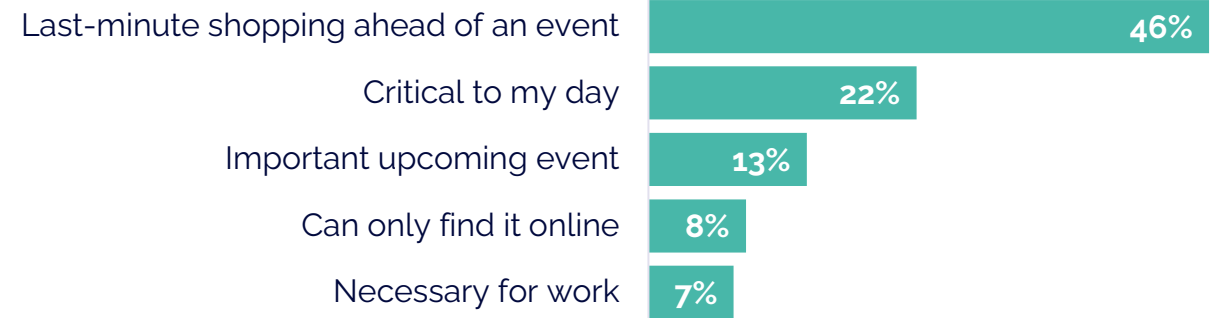 Last-minute shopping ahead of an event 46%
Critical to my day 22%
Important upcoming event 13%
Can only find it online 8%
Necessary for work 7%